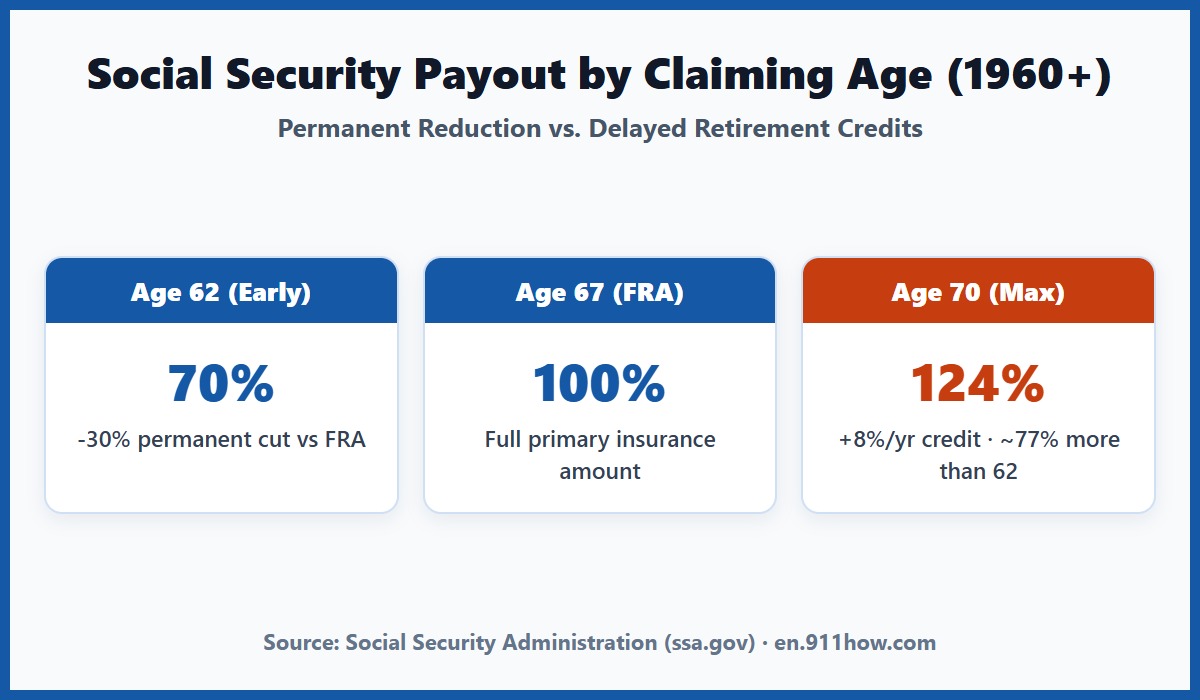 Social Security Payout by Claiming Age (1960+)
Permanent Reduction vs. Delayed Retirement Credits
Age 62 (Early)
70%
-30% permanent cut vs FRA
Age 67 (FRA)
100%
Full primary insurance
amount
Age 70 (Max)
124%
+8%/yr credit · ~77% more
than 62
Source: Social Security Administration (ssa.gov) · en.911how.com